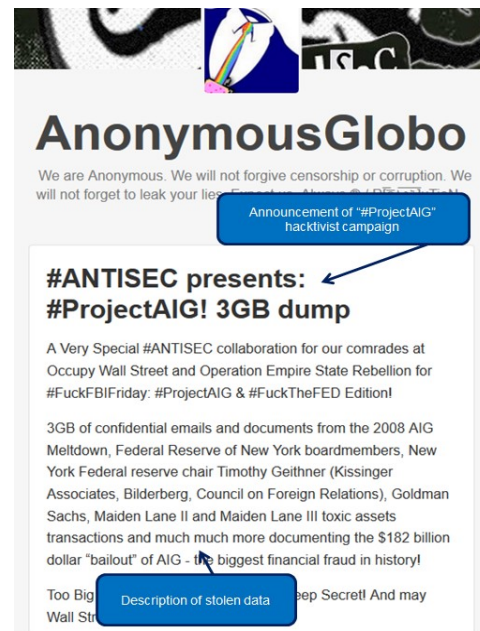 ISeC
AnonymousGlobo
We are Anonymous. We will not forgive censorship or corruption. We
will not forget to leak your lies. Expect us. Always
Announcement of “#ProjectAIG”
hacktivist campaign
#ANTISEC presents:
#ProjectAIG! 3GB dump
A Very Special #ANTISEC collaboration for our comrades at
Occupy Wall Street and Operation Empire State Rebellion for
#FuckFBIFriday: #ProjectAIG & #FuckTheFED Edition!
3GB of confidential emails and documents from the 2008 AIG
Meltdown, Federal Reserve of New York boardmembers, New
York Federal reserve chair Timothy Geithner (Kissinger
Associates, Bilderberg, Council on Foreign Relations), Goldman
Sachs, Maiden Lane II and Maiden Lane III toxic assets
transactions and much much more documenting the $182 billion
dollar “bailout” of AIG - the biggest financial fraud in history!
Too Big
Description of stolen data
Secret! And may
Wall